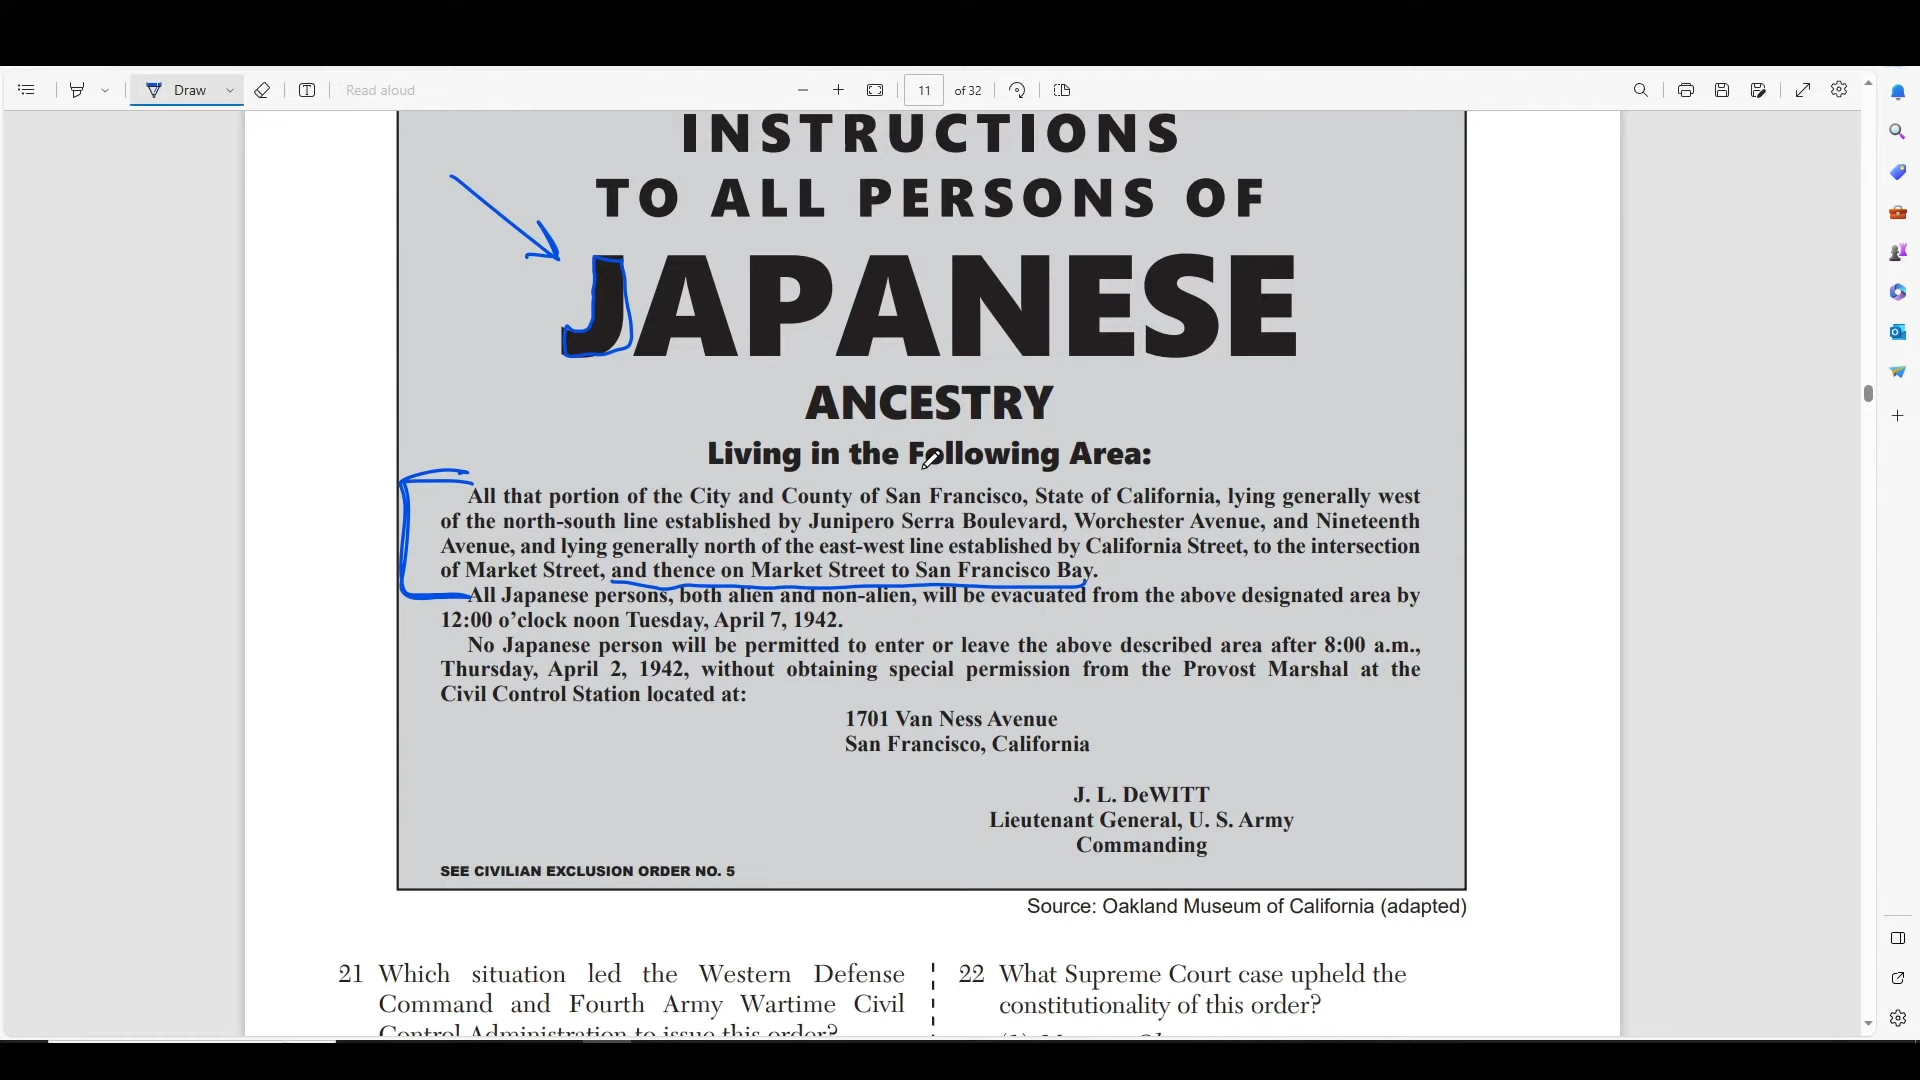 Draw
Read aloud
11
of 32
INSTRUCTIONS
TO ALL PERSONS OF
JAPANESE
ANCESTRY
Living in the Following Area:
All that portion of the City and County of San Francisco, State of California, lying generally west
of the north-south line established by Junipero Serra Boulevard, Worchester Avenue, and Nineteenth
Avenue, and lying generally north of the east-west line established by California Street, to the intersection
of Market Street, and thence on Market Street to San Francisco Bay.
All Japanese persons, both alien and non-alien, will be evacuated from the above designated area by
12:00 o'clock noon Tuesday, April 7, 1942.
No Japanese person will be permitted to enter or leave the above described area after 8:00 a.m.,
Thursday, April 2, 1942, without obtaining special permission from the Provost Marshal at the
Civil Control Station located at:
1701 Van Ness Avenue
San Francisco, California
J. L. DeWITT
Lieutenant General, U. S. Army
Commanding
SEE CIVILIAN EXCLUSION ORDER NO. 5
Source: Oakland Museum of California (adapted)
21 Which situation led the Western Defense
Command and Fourth Army Wartime Civil
Control Administration to issue this order?
22 What Supreme Court case upheld the
constitutionality of this order?